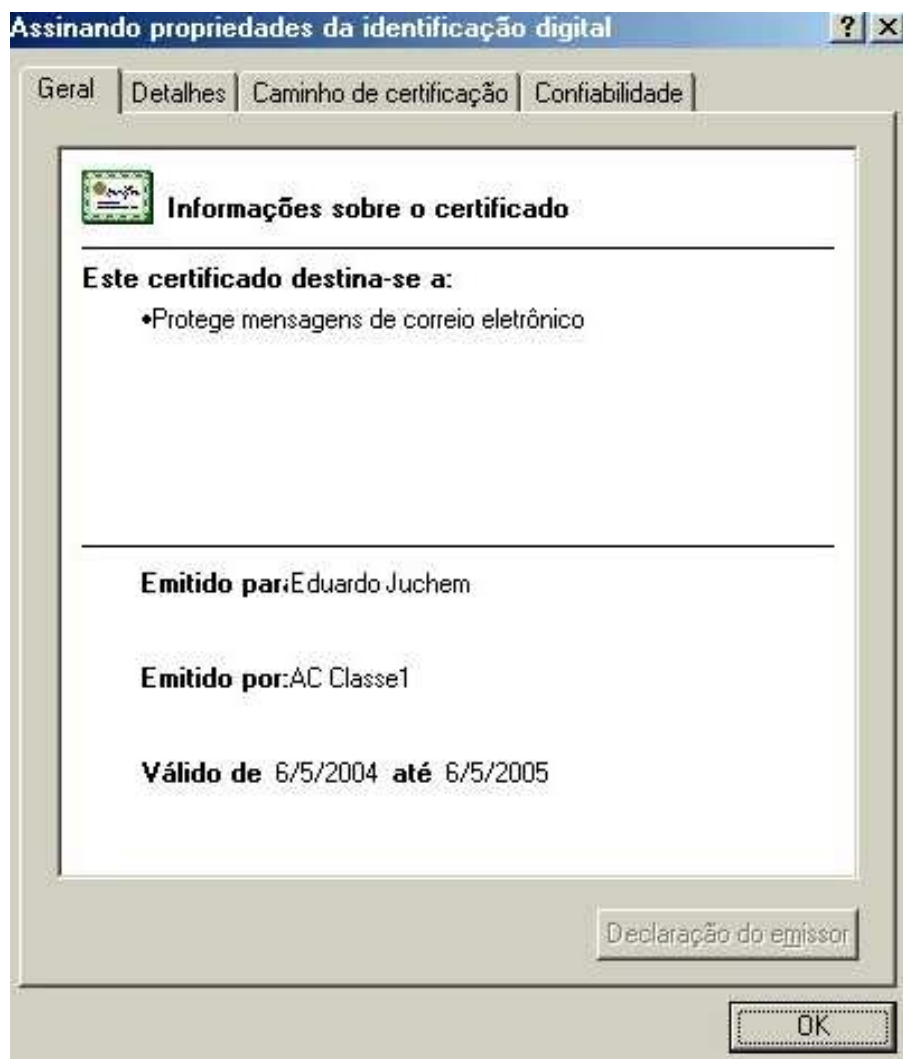 Assinando propriedades da identificação digital
Geral Detalhes Caminho de certificação Confiabilidade
Informações sobre o certificado
Este certificado destina-se a:
•Protege mensagens de correio eletrônico
Emitido par:Eduardo Juchem
Emitido por:AC Classe1
Válido de 6/5/2004 até 6/5/2005
Declaração do emissor
OK